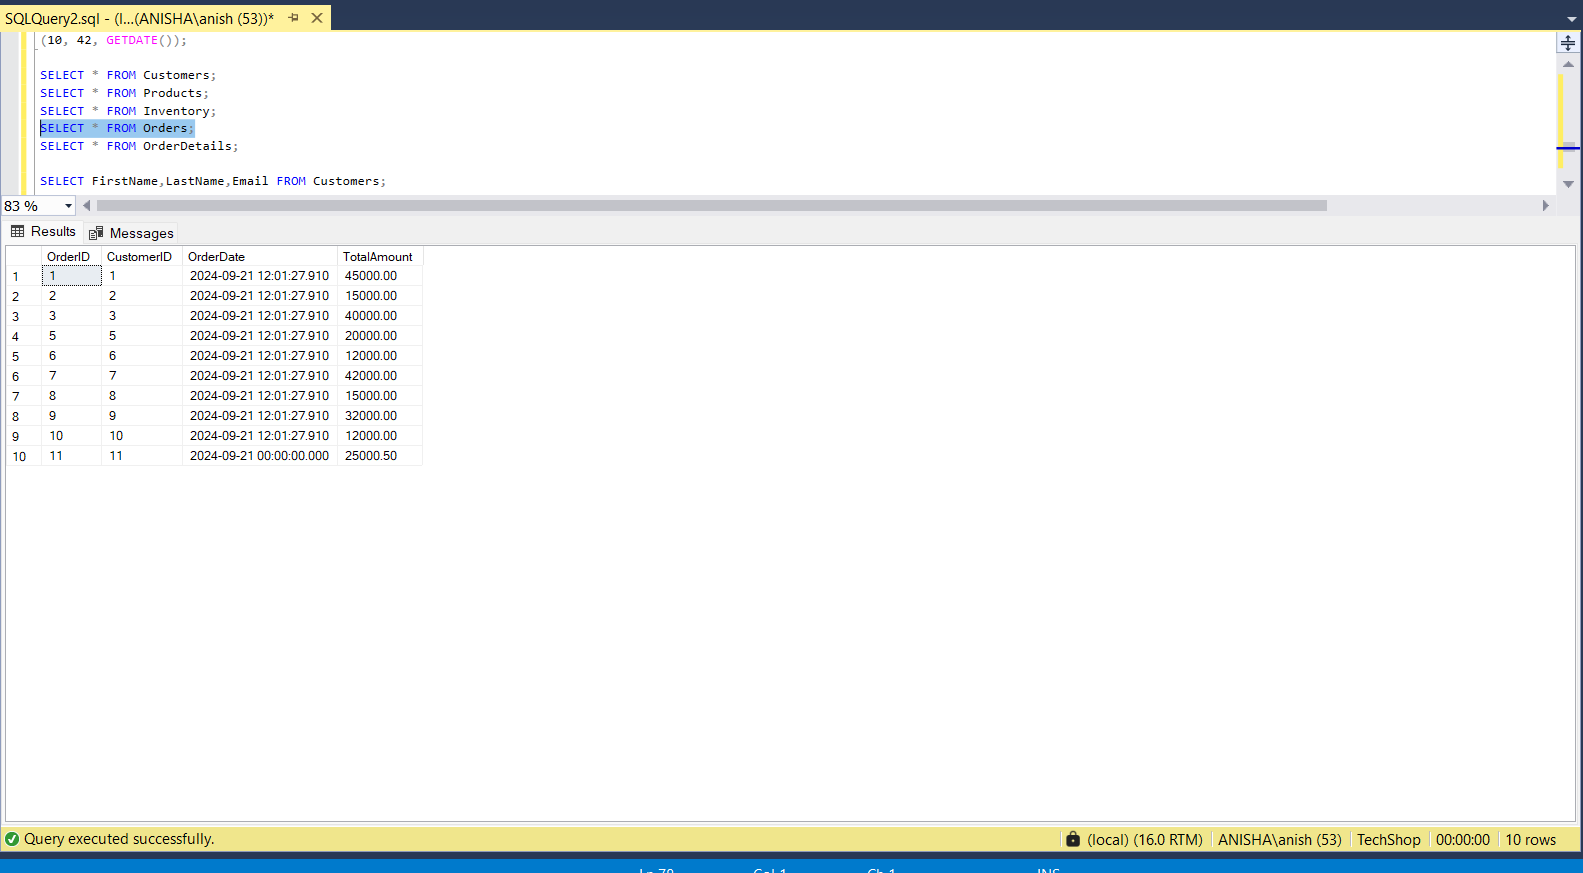 SQLQuery2.sql - (l...(ANISHA\anish (53))*
(10, 42, GETDATE());
SELECT * FROM Customers;
SELECT * FROM Products;
SELECT * FROM Inventory;
SELECT * FROM Orders;
SELECT * FROM OrderDetails;
SELECT FirstName,LastName,Email FROM Customers;
83 %
Results Messages
OrderID CustomerID OrderDate TotalAmount
1 1 1 2024-09-21 12:01:27.910 45000.00
2 2 2 2024-09-21 12:01:27.910 15000.00
3 3 3 2024-09-21 12:01:27.910 40000.00
4 5 5 2024-09-21 12:01:27.910 20000.00
5 6 6 2024-09-21 12:01:27.910 12000.00
6 7 7 2024-09-21 12:01:27.910 42000.00
7 8 8 2024-09-21 12:01:27.910 15000.00
8 9 9 2024-09-21 12:01:27.910 32000.00
9 10 10 2024-09-21 12:01:27.910 12000.00
10 11 11 2024-09-21 00:00:00.000 25000.50
Query executed successfully. (local) (16.0 RTM) ANISHA\anish (53) TechShop 00:00:00 10 rows
Ln 78 Col 1 Ch 1 INS